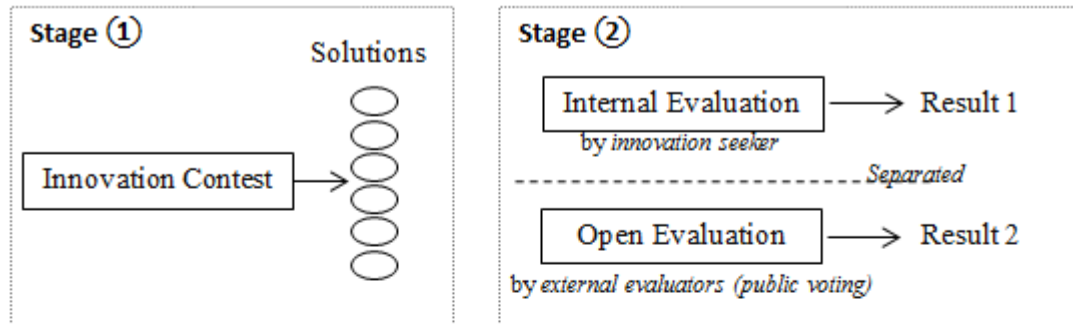 Stage ①
Solutions
Innovation Contest
Stage ②
Internal Evaluation
Result 1
by innovation seeker
Separated
Open Evaluation
Result 2
by external evaluators (public voting)